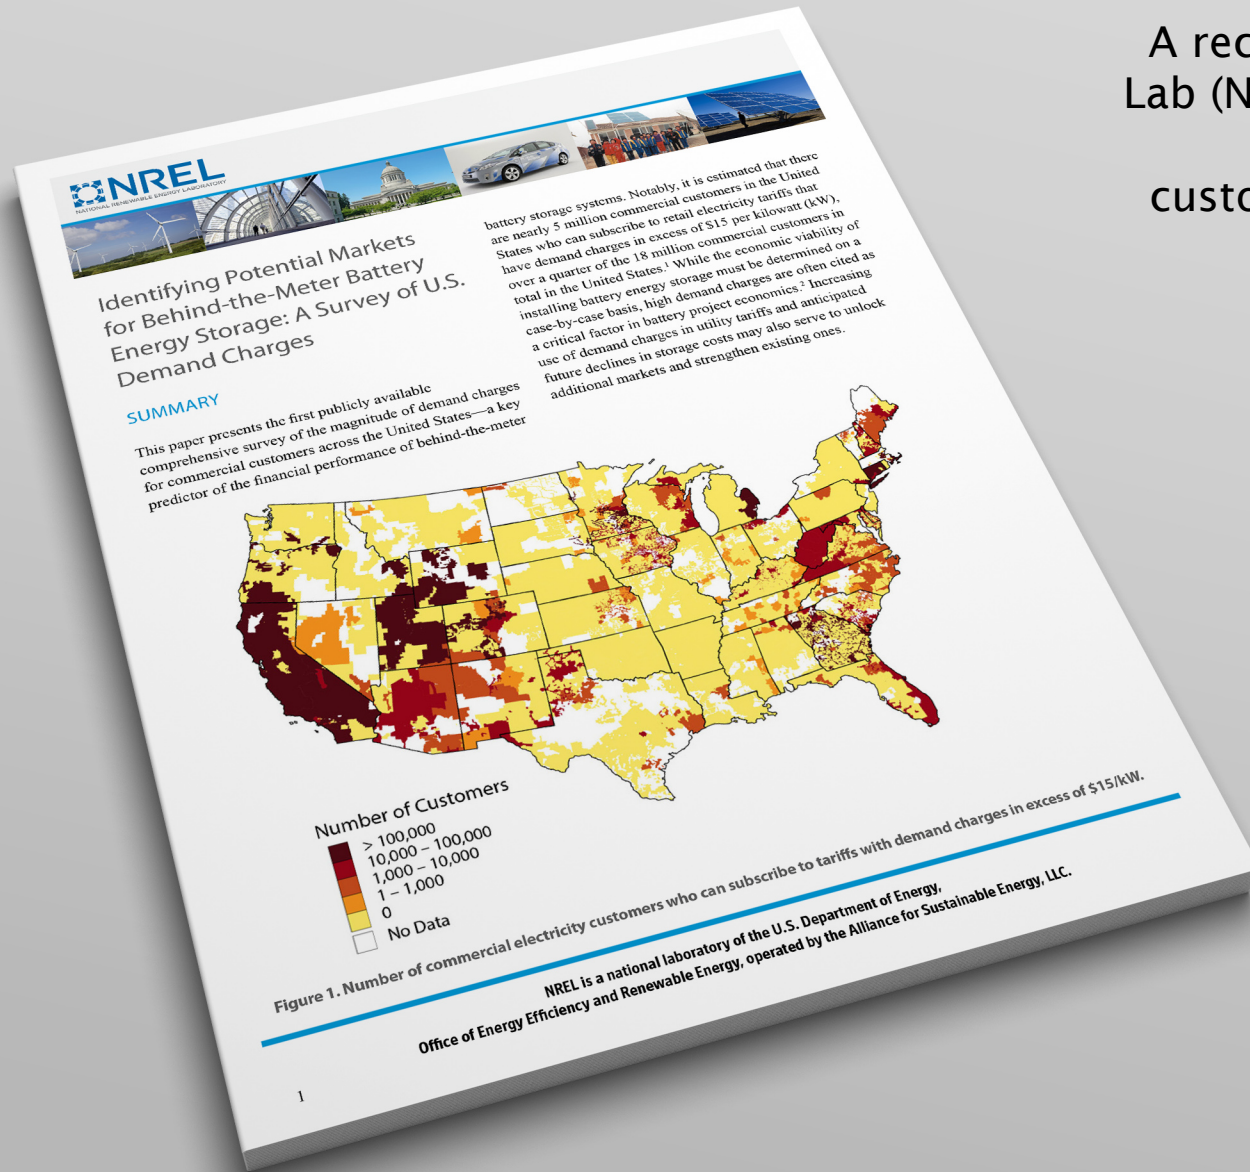 A rec
Lab (N
custo
NREL
NATIONAL RENEWABLE ENERGY LABORATORY
Identifying Potential Markets
for Behind-the-Meter Battery
Energy Storage: A Survey of U.S.
Demand Charges
SUMMARY
This paper presents the first publicly available
comprehensive survey of the magnitude of demand charges
for commercial customers across the United States—a key
predictor of the financial performance of behind-the-meter
battery storage systems. Notably, it is estimated that there
are nearly 5 million commercial customers in the United
States who can subscribe to retail electricity tariffs that
have demand charges in excess of $15 per kilowatt (kW),
over a quarter of the 18 million commercial customers in
total in the United States.¹ While the economic viability of
installing battery energy storage must be determined on a
case-by-case basis, high demand charges are often cited as
a critical factor in battery project economics.² Increasing
use of demand charges in utility tariffs and anticipated
future declines in storage costs may also serve to unlock
additional markets and strengthen existing ones.
Number of Customers
> 100,000
10,000 – 100,000
1,000 – 10,000
1 – 1,000
0
No Data
Figure 1. Number of commercial electricity customers who can subscribe to tariffs with demand charges in excess of $15/kW.
NREL is a national laboratory of the U.S. Department of Energy,
Office of Energy Efficiency and Renewable Energy, operated by the Alliance for Sustainable Energy, LLC.
1